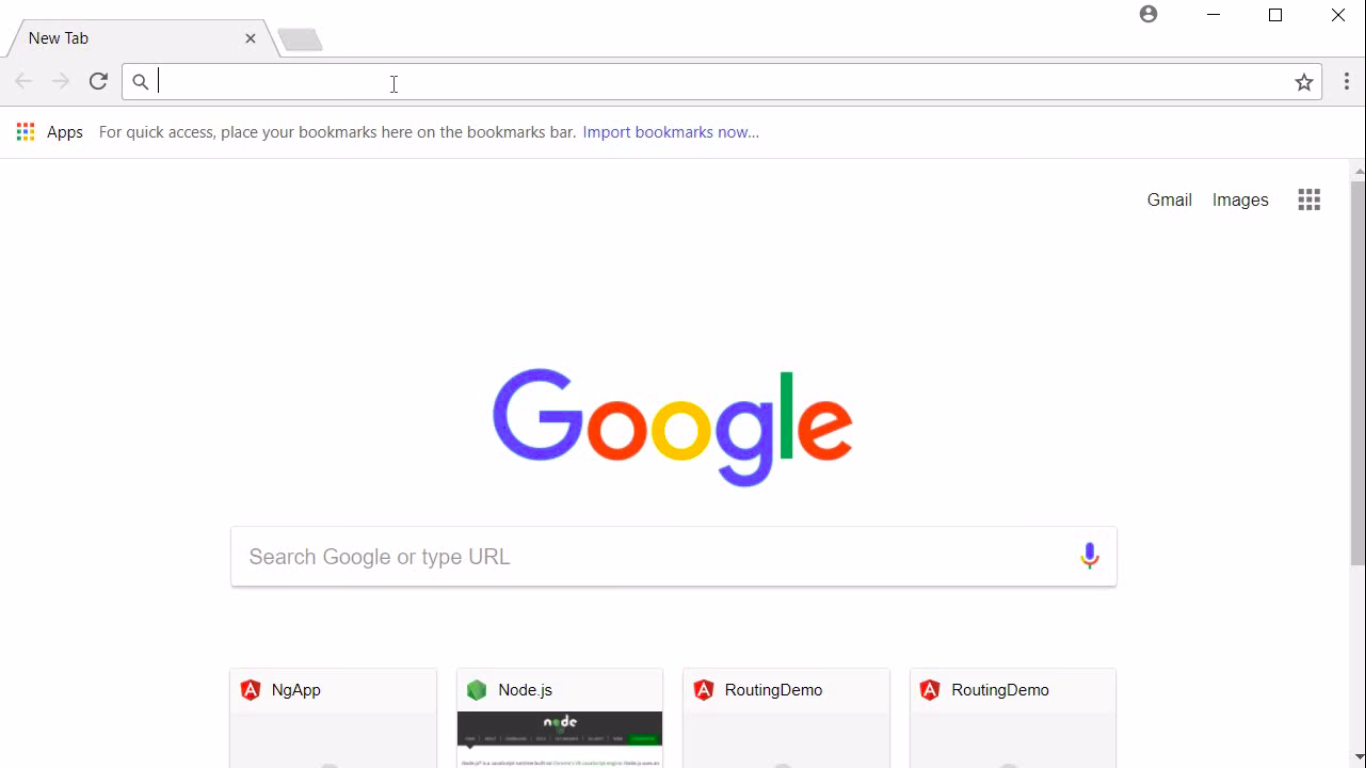 New Tab
Apps For quick access, place your bookmarks here on the bookmarks bar. Import bookmarks now...
Gmail Images
Google
Search Google or type URL
NgApp Node.js RoutingDemo RoutingDemo
node